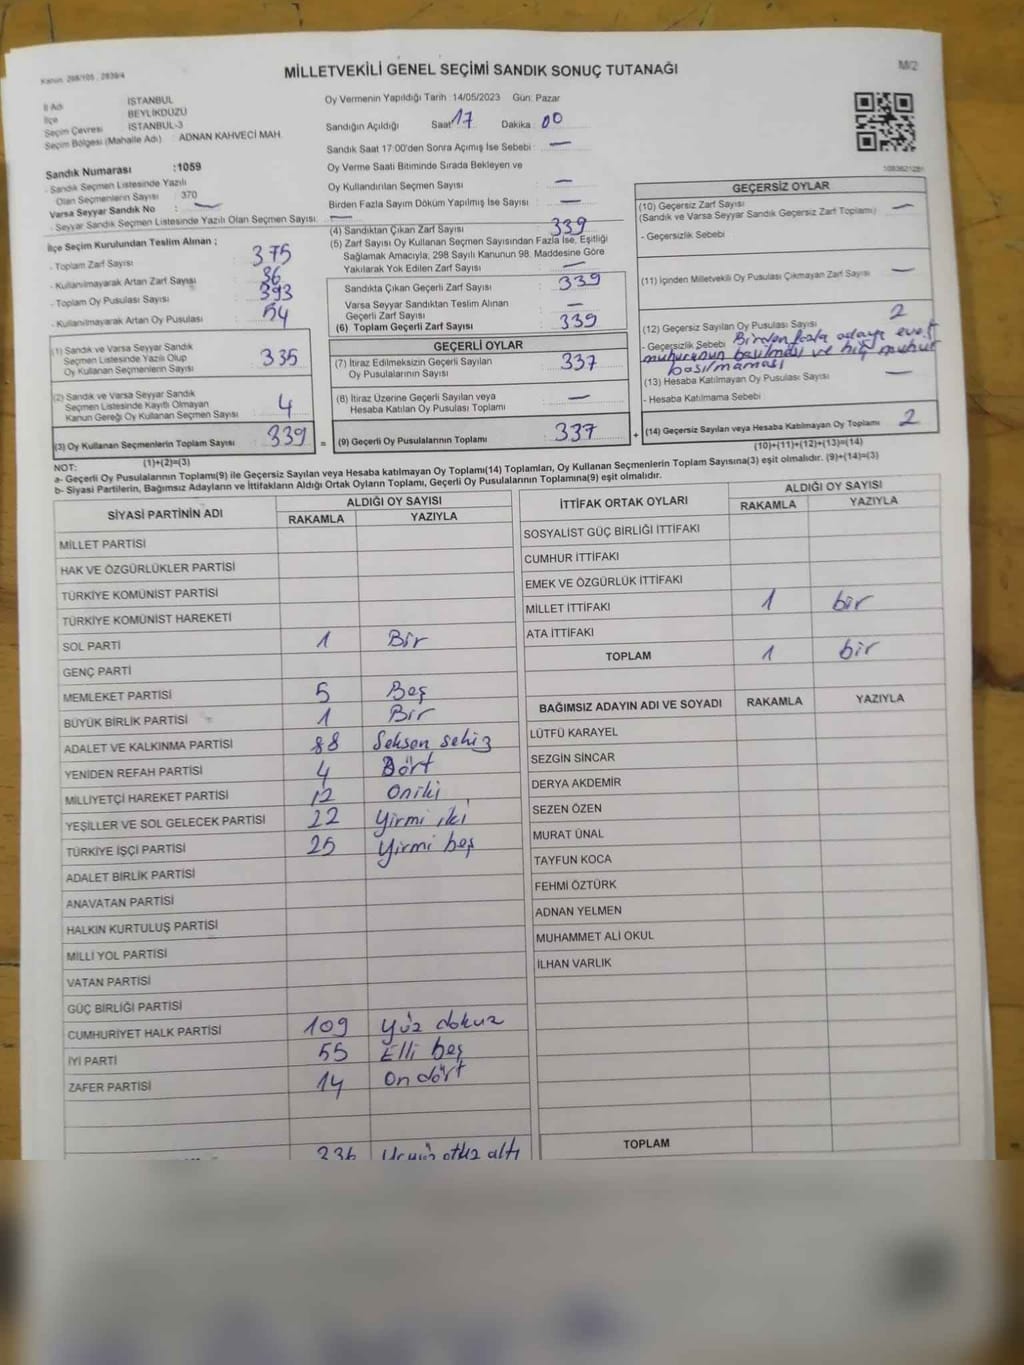 Kanun: 298/105 , 2839/4
MİLLETVEKİLİ GENEL SEÇİMİ SANDIK SONUÇ TUTANAĞI
M/2
İl Adı İSTANBUL
İlçe BEYLİKDÜZÜ
Seçim Çevresi İSTANBUL-3
Seçim Bölgesi (Mahalle Adı) : ADNAN KAHVECİ MAH.
Sandık Numarası :1059
- Sandık Seçmen Listesinde Yazılı
Olan Seçmenlerin Sayısı : 370
Varsa Seyyar Sandık No : —
- Seyyar Sandık Seçmen Listesinde Yazılı Olan Seçmen Sayısı: —
İlçe Seçim Kurulundan Teslim Alınan ;
- Toplam Zarf Sayısı : 375
- Kullanılmayarak Artan Zarf Sayısı : 36
- Toplam Oy Pusulası Sayısı : 393
- Kullanılmayarak Artan Oy Pusulası : 54
(1) Sandık ve Varsa Seyyar Sandık
Seçmen Listesinde Yazılı Olup
Oy Kullanan Seçmenlerin Sayısı : 335
(2) Sandık ve Varsa Seyyar Sandık
Seçmen Listesinde Kayıtlı Olmayan
Kanun Gereği Oy Kullanan Seçmen Sayısı : 4
(3) Oy Kullanan Seçmenlerin Toplam Sayısı : 339
(1)+(2)=(3)
Oy Vermenin Yapıldığı Tarih :14/05/2023 Gün: Pazar
Sandığın Açıldığı Saat 17 Dakika : 00
Sandık Saat 17:00'den Sonra Açımış İse Sebebi : —
Oy Verme Saati Bitiminde Sırada Bekleyen ve
Oy Kullandırılan Seçmen Sayısı : —
Birden Fazla Sayım Döküm Yapılmış İse Sayısı : —
(4) Sandıktan Çıkan Zarf Sayısı : 339
(5) Zarf Sayısı Oy Kullanan Seçmen Sayısından Fazla İse, Eşitliği
Sağlamak Amacıyla; 298 Sayılı Kanunun 98. Maddesine Göre
Yakılarak Yok Edilen Zarf Sayısı : —
Sandıkta Çıkan Geçerli Zarf Sayısı : 339
Varsa Seyyar Sandıktan Teslim Alınan
Geçerli Zarf Sayısı : —
(6) Toplam Geçerli Zarf Sayısı : 339
GEÇERLİ OYLAR
(7) İtiraz Edilmeksizin Geçerli Sayılan
Oy Pusulalarının Sayısı : 337
(8) İtiraz Üzerine Geçerli Sayılan veya
Hesaba Katılan Oy Pusulası Toplamı : —
= (9) Geçerli Oy Pusulalarının Toplamı : 337 +
GEÇERSİZ OYLAR
(10) Geçersiz Zarf Sayısı
(Sandık ve Varsa Seyyar Sandık Geçersiz Zarf Toplamı) : —
- Geçersizlik Sebebi
(11) İçinden Milletvekili Oy Pusulası Çıkmayan Zarf Sayısı : —
(12) Geçersiz Sayılan Oy Pusulası Sayısı : 2
- Geçersizlik Sebebi Birden fazla adaya evet
muhurunun basılması ve hiç muhur
basılmaması
(13) Hesaba Katılmayan Oy Pusulası Sayısı : —
- Hesaba Katılmama Sebebi
(14) Geçersiz Sayılan veya Hesaba Katılmayan Oy Toplamı : 2
(10)+(11)+(12)+(13)=(14)
NOT:
a- Geçerli Oy Pusulalarının Toplamı(9) ile Geçersiz Sayılan veya Hesaba katılmayan Oy Toplamı(14) Toplamları, Oy Kullanan Seçmenlerin Toplam Sayısına(3) eşit olmalıdır. (9)+(14)=(3)
b- Siyasi Partilerin, Bağımsız Adayların ve İttifakların Aldığı Ortak Oyların Toplamı, Geçerli Oy Pusulalarının Toplamına(9) eşit olmalıdır.
SİYASİ PARTİNİN ADI ALDIĞI OY SAYISI
RAKAMLA YAZIYLA
MİLLET PARTİSİ
HAK VE ÖZGÜRLÜKLER PARTİSİ
TÜRKİYE KOMÜNİST PARTİSİ
TÜRKİYE KOMÜNİST HAREKETİ
SOL PARTİ 1 Bir
GENÇ PARTİ
MEMLEKET PARTİSİ 5 Beş
BÜYÜK BİRLİK PARTİSİ 1 Bir
ADALET VE KALKINMA PARTİSİ 88 Seksen sekiz
YENİDEN REFAH PARTİSİ 4 Dört
MİLLİYETÇİ HAREKET PARTİSİ 12 Oniki
YEŞİLLER VE SOL GELECEK PARTİSİ 22 Yirmi iki
TÜRKİYE İŞÇİ PARTİSİ 25 Yirmi beş
ADALET BİRLİK PARTİSİ
ANAVATAN PARTİSİ
HALKIN KURTULUŞ PARTİSİ
MİLLİ YOL PARTİSİ
VATAN PARTİSİ
GÜÇ BİRLİĞİ PARTİSİ
CUMHURİYET HALK PARTİSİ 109 Yüz dokuz
İYİ PARTİ 55 Elli beş
ZAFER PARTİSİ 14 On dört
336 Üçyüz otuz altı
İTTİFAK ORTAK OYLARI ALDIĞI OY SAYISI
RAKAMLA YAZIYLA
SOSYALİST GÜÇ BİRLİĞİ İTTİFAKI
CUMHUR İTTİFAKI
EMEK VE ÖZGÜRLÜK İTTİFAKI
MİLLET İTTİFAKI 1 bir
ATA İTTİFAKI
TOPLAM 1 bir
BAĞIMSIZ ADAYIN ADI VE SOYADI RAKAMLA YAZIYLA
LÜTFÜ KARAYEL
SEZGİN SİNCAR
DERYA AKDEMİR
SEZEN ÖZEN
MURAT ÜNAL
TAYFUN KOCA
FEHMİ ÖZTÜRK
ADNAN YELMEN
MUHAMMET ALİ OKUL
İLHAN VARLIK
TOPLAM